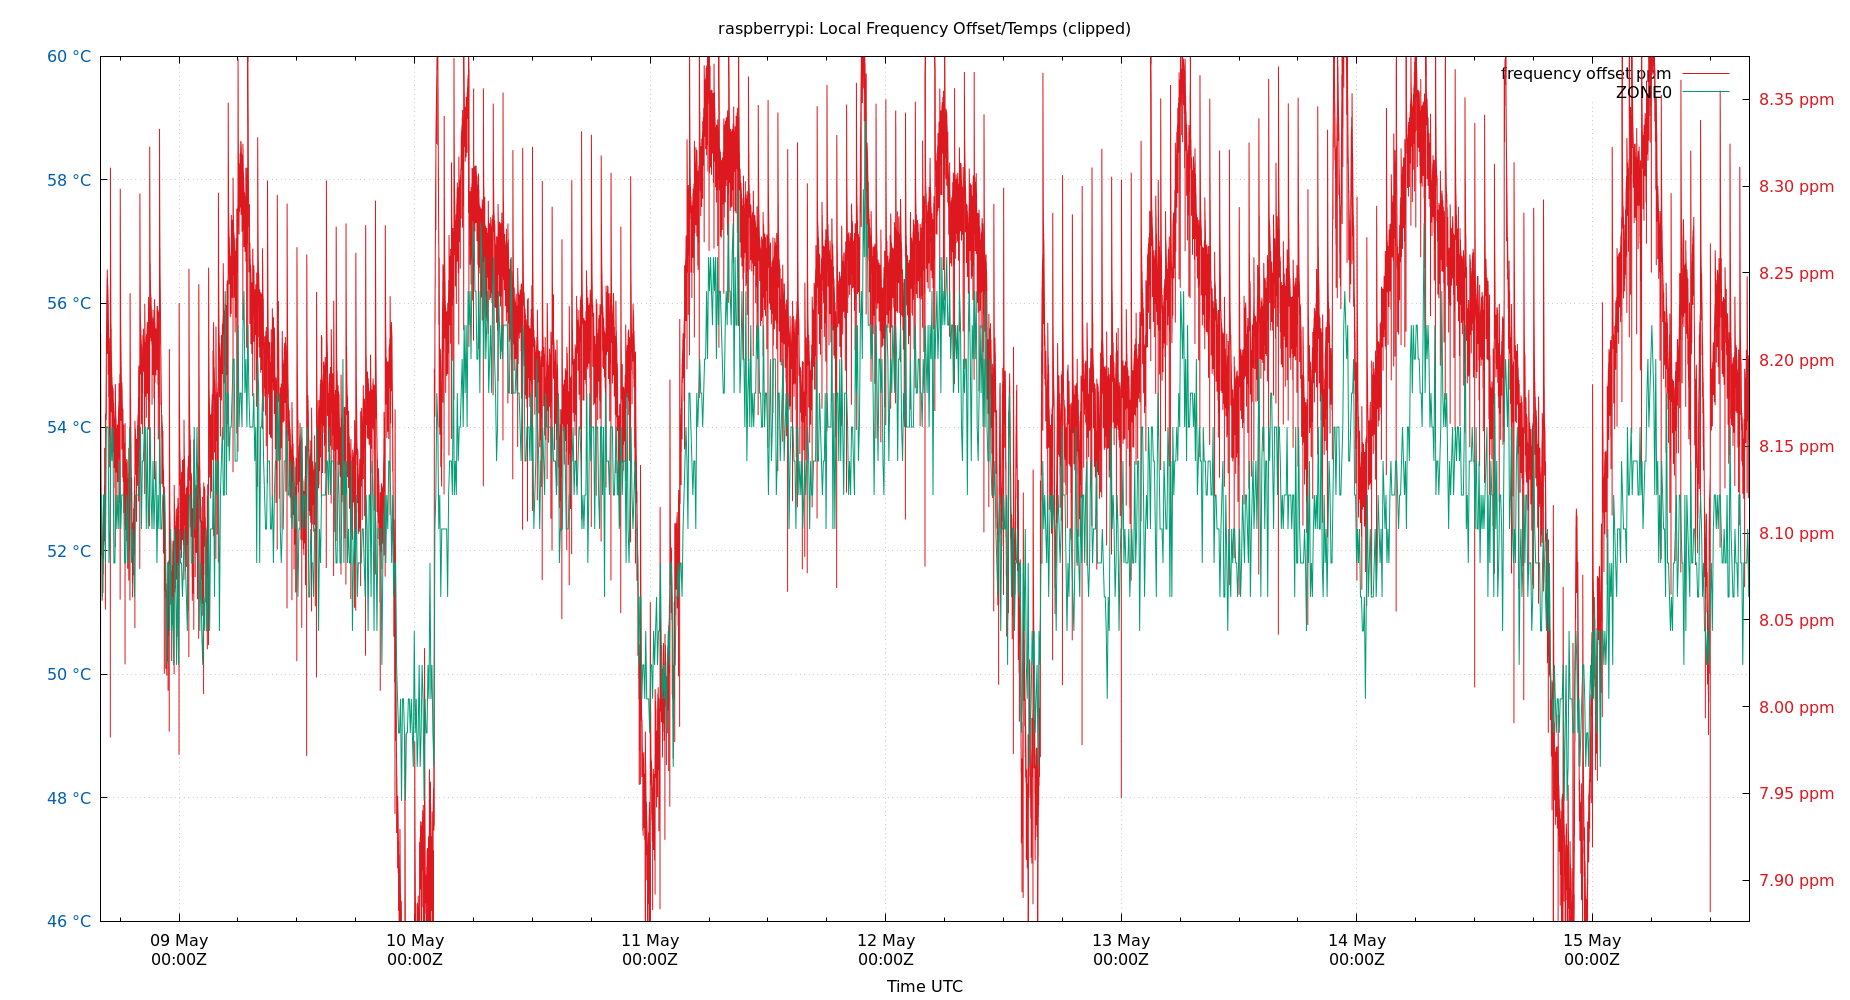 raspberrypi: Local Frequency Offset/Temps (clipped)
60 °C
58 °C
56 °C
54 °C
52 °C
50 °C
48 °C
46 °C
frequency offset ppm
ZONE0
8.35 ppm
8.30 ppm
8.25 ppm
8.20 ppm
8.15 ppm
8.10 ppm
8.05 ppm
8.00 ppm
7.95 ppm
7.90 ppm
09 May
00:00Z
10 May
00:00Z
11 May
00:00Z
12 May
00:00Z
13 May
00:00Z
14 May
00:00Z
15 May
00:00Z
Time UTC